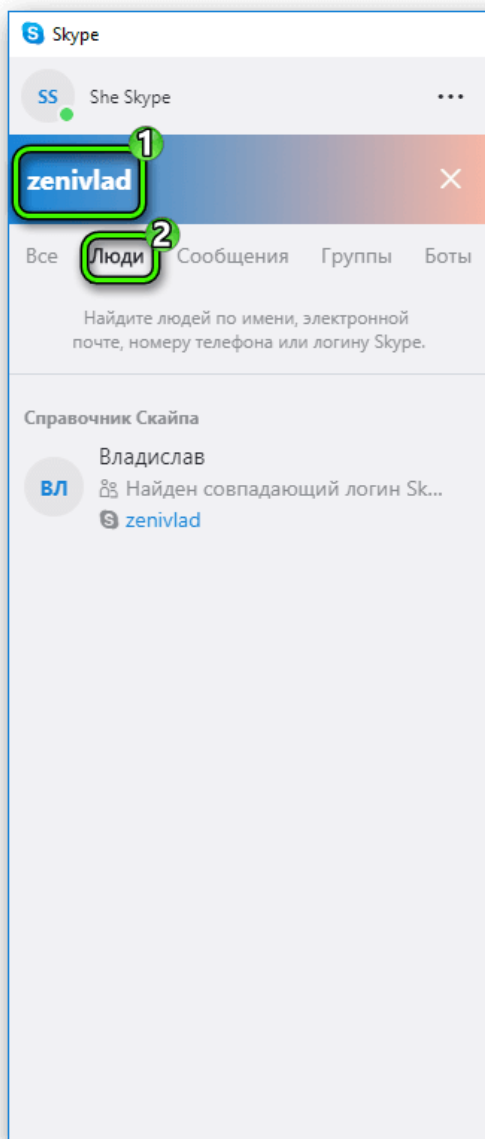 Skype
SS She Skype
1
zenivlad
2
Все Люди Сообщения Группы Боты
Найдите людей по имени, электронной
почте, номеру телефона или логину Skype.
Справочник Скайпа
Владислав
ВЛ Найден совпадающий логин Sk...
zenivlad